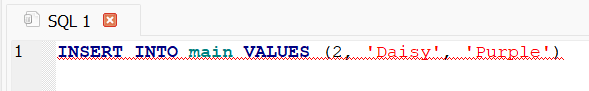 SQL 1
1 INSERT INTO main VALUES (2, 'Daisy', 'Purple')